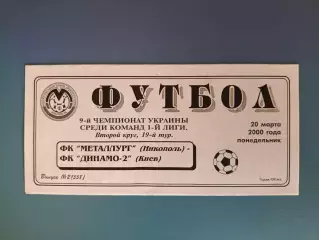 ФУТБОЛ
9-й ЧЕМПИОНАТ УКРАИНЫ
СРЕДИ КОМАНД 1-Й ЛИГИ.
Второй круг, 19-й тур.
20 марта
2000 года
понедельник
ФК "МЕТАЛЛУРГ" (Никополь) -
ФК "ДИНАМО-2" (Киев)